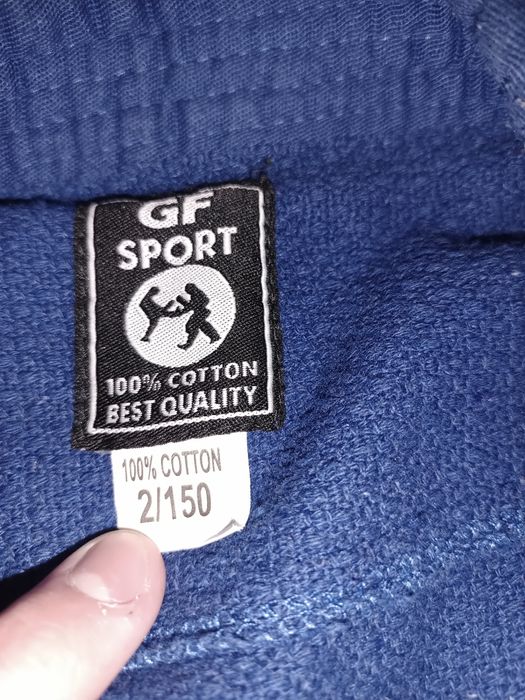 GF
SPORT
100% COTTON
BEST QUALITY
100% COTTON
2/150